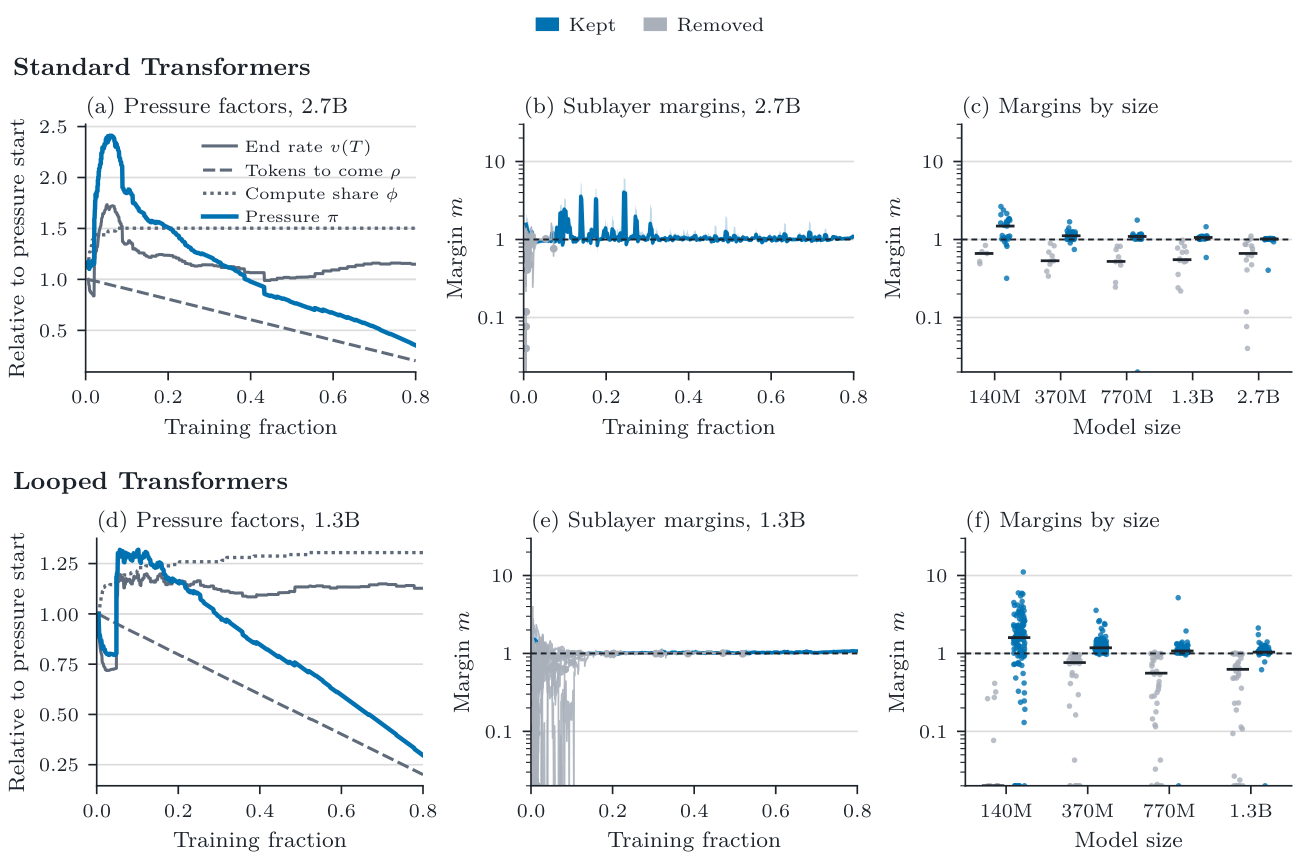 Kept Removed
Standard Transformers
(a) Pressure factors, 2.7B
Relative to pressure start
2.5
2.0
1.5
1.0
0.5
End rate v(T)
Tokens to come ρ
Compute share ϕ
Pressure π
0.0 0.2 0.4 0.6 0.8
Training fraction
(b) Sublayer margins, 2.7B
Margin m
10
1
0.1
0.0 0.2 0.4 0.6 0.8
Training fraction
(c) Margins by size
Margin m
10
1
0.1
140M 370M 770M 1.3B 2.7B
Model size
Looped Transformers
(d) Pressure factors, 1.3B
Relative to pressure start
1.25
1.00
0.75
0.50
0.25
0.0 0.2 0.4 0.6 0.8
Training fraction
(e) Sublayer margins, 1.3B
Margin m
10
1
0.1
0.0 0.2 0.4 0.6 0.8
Training fraction
(f) Margins by size
Margin m
10
1
0.1
140M 370M 770M 1.3B
Model size